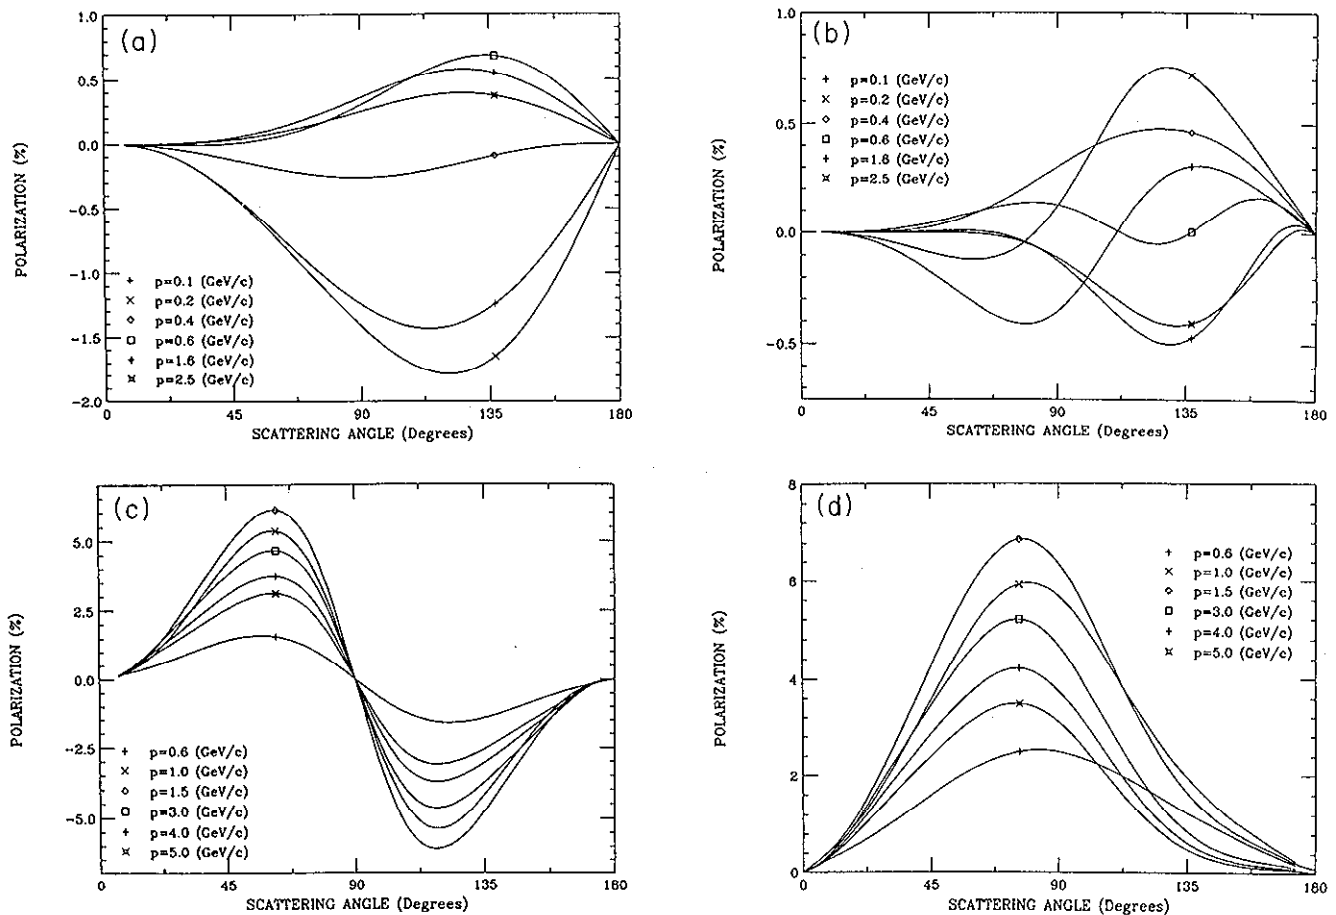 (a)
1.0
0.5
0.0
-0.5
-1.0
-1.5
-2.0
POLARIZATION (%)
+ p=0.1 (GeV/c)
× p=0.2 (GeV/c)
◇ p=0.4 (GeV/c)
□ p=0.6 (GeV/c)
+ p=1.6 (GeV/c)
× p=2.5 (GeV/c)
0 45 90 135 180
SCATTERING ANGLE (Degrees)
(b)
1.0
0.5
0.0
-0.5
POLARIZATION (%)
+ p=0.1 (GeV/c)
× p=0.2 (GeV/c)
◇ p=0.4 (GeV/c)
□ p=0.6 (GeV/c)
+ p=1.6 (GeV/c)
× p=2.5 (GeV/c)
0 45 90 135 180
SCATTERING ANGLE (Degrees)
(c)
5.0
2.5
0.0
-2.5
-5.0
POLARIZATION (%)
+ p=0.6 (GeV/c)
× p=1.0 (GeV/c)
◇ p=1.5 (GeV/c)
□ p=3.0 (GeV/c)
+ p=4.0 (GeV/c)
× p=5.0 (GeV/c)
0 45 90 135 180
SCATTERING ANGLE (Degrees)
(d)
8
6
4
2
0
POLARIZATION (%)
+ p=0.6 (GeV/c)
× p=1.0 (GeV/c)
◇ p=1.5 (GeV/c)
□ p=3.0 (GeV/c)
+ p=4.0 (GeV/c)
× p=5.0 (GeV/c)
0 45 90 135 180
SCATTERING ANGLE (Degrees)